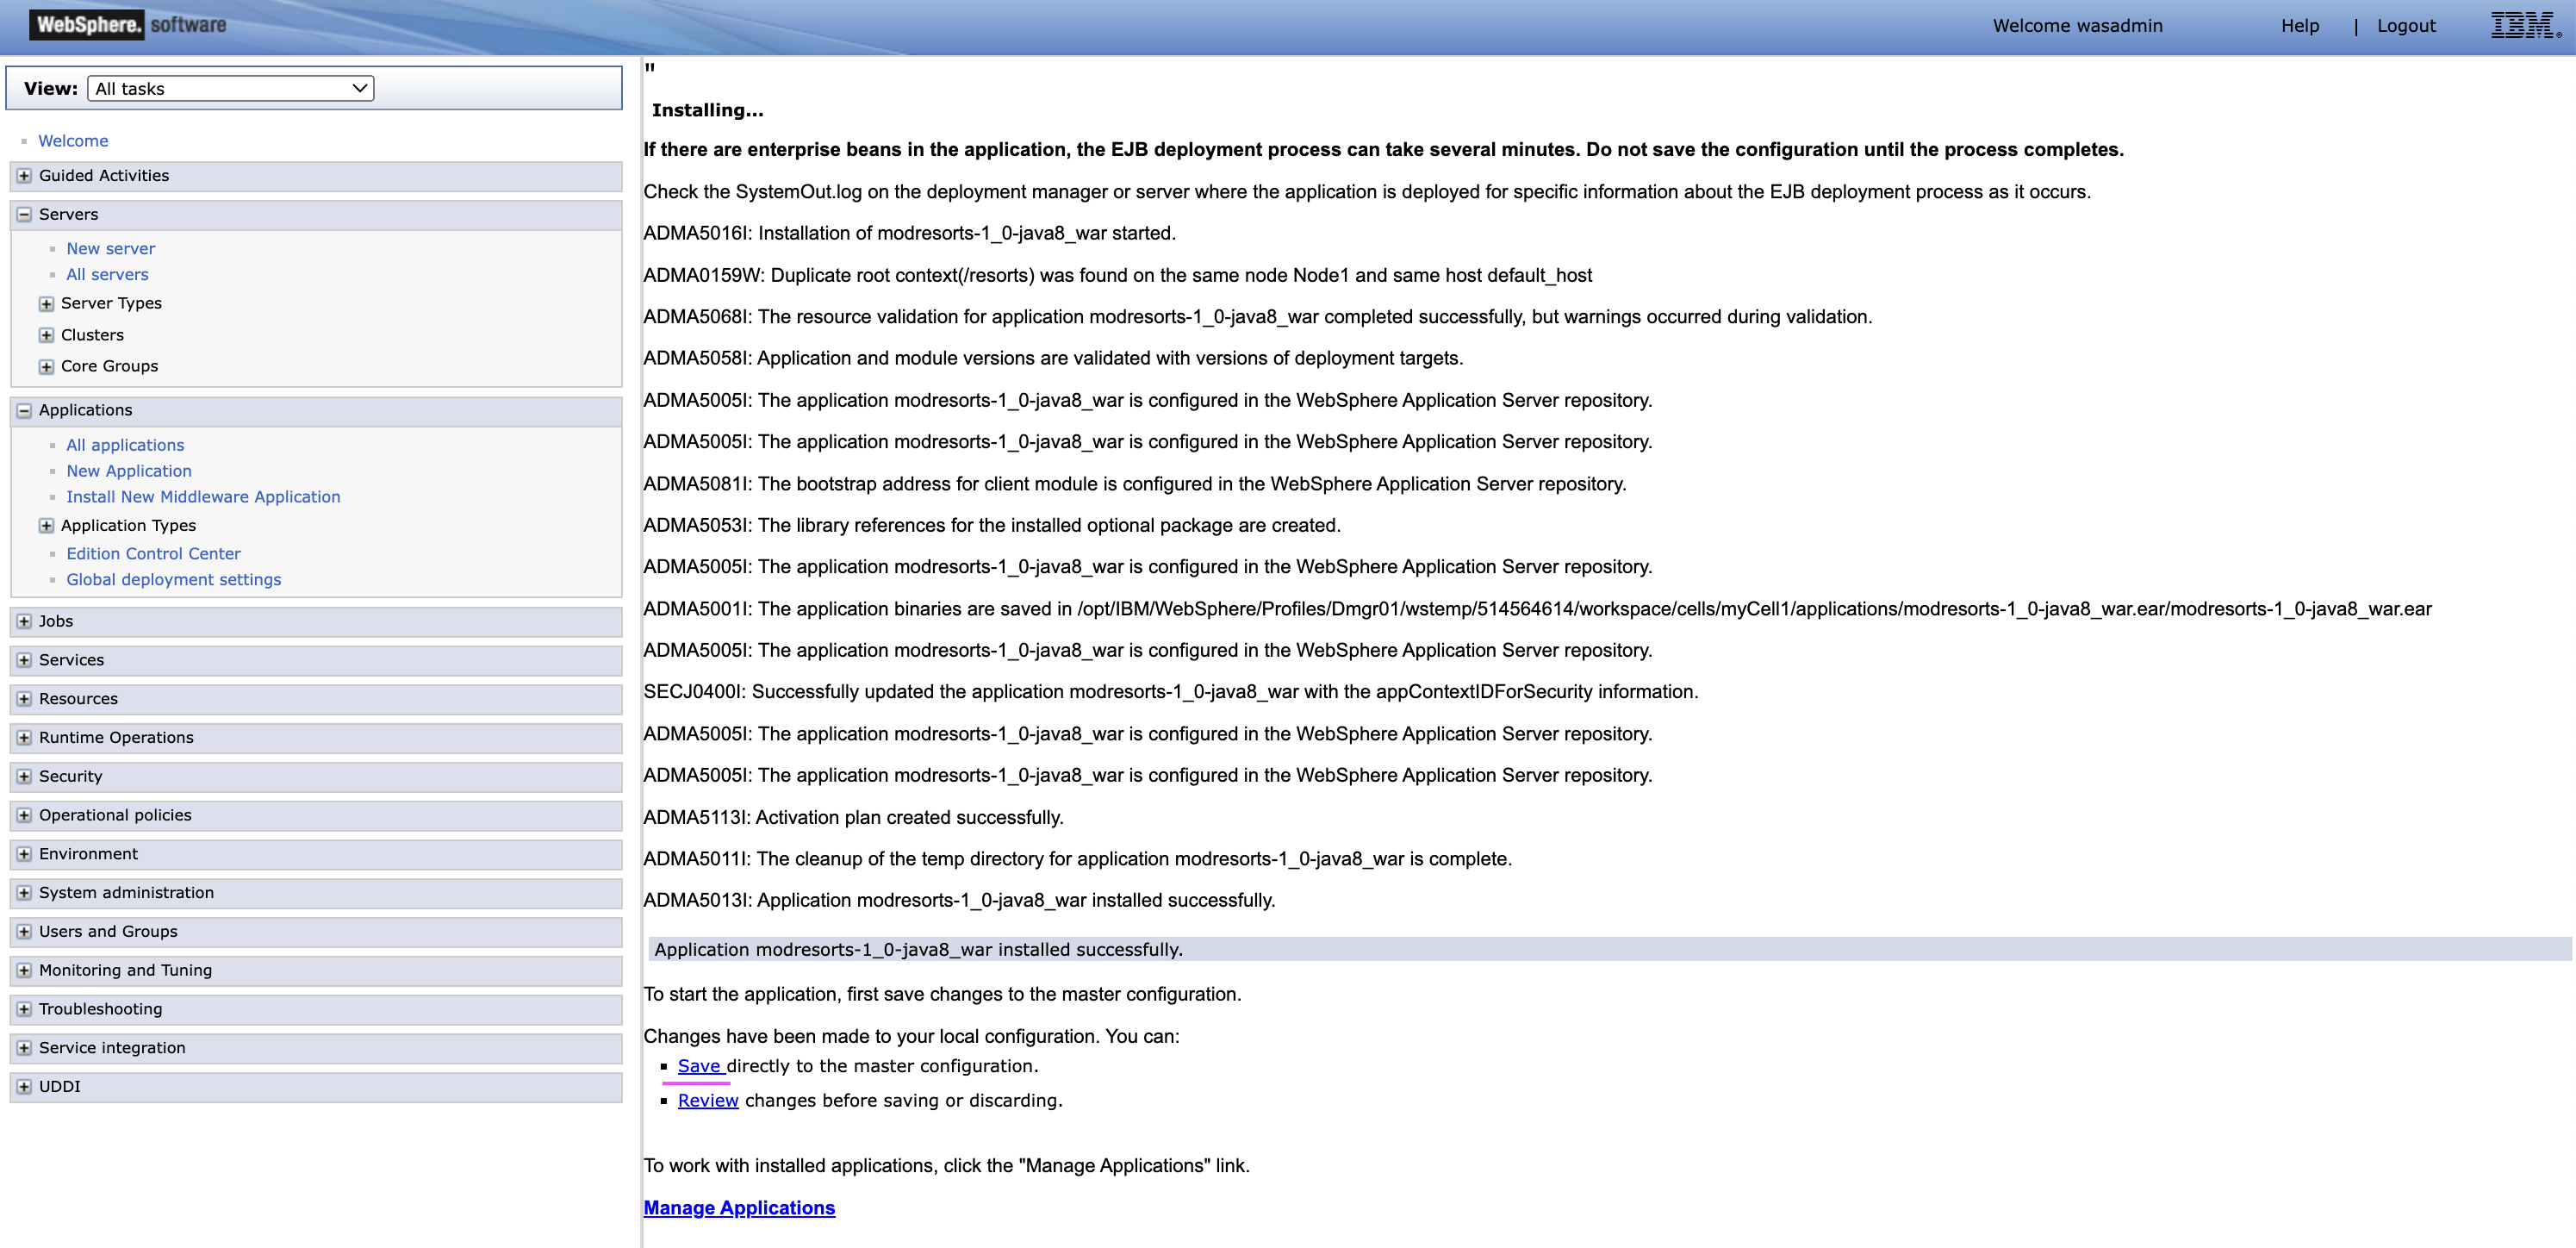 WebSphere. software
Welcome wasadmin
Help | Logout
IBM®
View: All tasks
Welcome
Guided Activities
Servers
New server
All servers
Server Types
Clusters
Core Groups
Applications
All applications
New Application
Install New Middleware Application
Application Types
Edition Control Center
Global deployment settings
Jobs
Services
Resources
Runtime Operations
Security
Operational policies
Environment
System administration
Users and Groups
Monitoring and Tuning
Troubleshooting
Service integration
UDDI
"
Installing...
If there are enterprise beans in the application, the EJB deployment process can take several minutes. Do not save the configuration until the process completes.
Check the SystemOut.log on the deployment manager or server where the application is deployed for specific information about the EJB deployment process as it occurs.
ADMA5016I: Installation of modresorts-1_0-java8_war started.
ADMA0159W: Duplicate root context(/resorts) was found on the same node Node1 and same host default_host
ADMA5068I: The resource validation for application modresorts-1_0-java8_war completed successfully, but warnings occurred during validation.
ADMA5058I: Application and module versions are validated with versions of deployment targets.
ADMA5005I: The application modresorts-1_0-java8_war is configured in the WebSphere Application Server repository.
ADMA5005I: The application modresorts-1_0-java8_war is configured in the WebSphere Application Server repository.
ADMA5081I: The bootstrap address for client module is configured in the WebSphere Application Server repository.
ADMA5053I: The library references for the installed optional package are created.
ADMA5005I: The application modresorts-1_0-java8_war is configured in the WebSphere Application Server repository.
ADMA5001I: The application binaries are saved in /opt/IBM/WebSphere/Profiles/Dmgr01/wstemp/514564614/workspace/cells/myCell1/applications/modresorts-1_0-java8_war.ear/modresorts-1_0-java8_war.ear
ADMA5005I: The application modresorts-1_0-java8_war is configured in the WebSphere Application Server repository.
SECJ0400I: Successfully updated the application modresorts-1_0-java8_war with the appContextIDForSecurity information.
ADMA5005I: The application modresorts-1_0-java8_war is configured in the WebSphere Application Server repository.
ADMA5005I: The application modresorts-1_0-java8_war is configured in the WebSphere Application Server repository.
ADMA5113I: Activation plan created successfully.
ADMA5011I: The cleanup of the temp directory for application modresorts-1_0-java8_war is complete.
ADMA5013I: Application modresorts-1_0-java8_war installed successfully.
Application modresorts-1_0-java8_war installed successfully.
To start the application, first save changes to the master configuration.
Changes have been made to your local configuration. You can:
Save directly to the master configuration.
Review changes before saving or discarding.
To work with installed applications, click the "Manage Applications" link.
Manage Applications